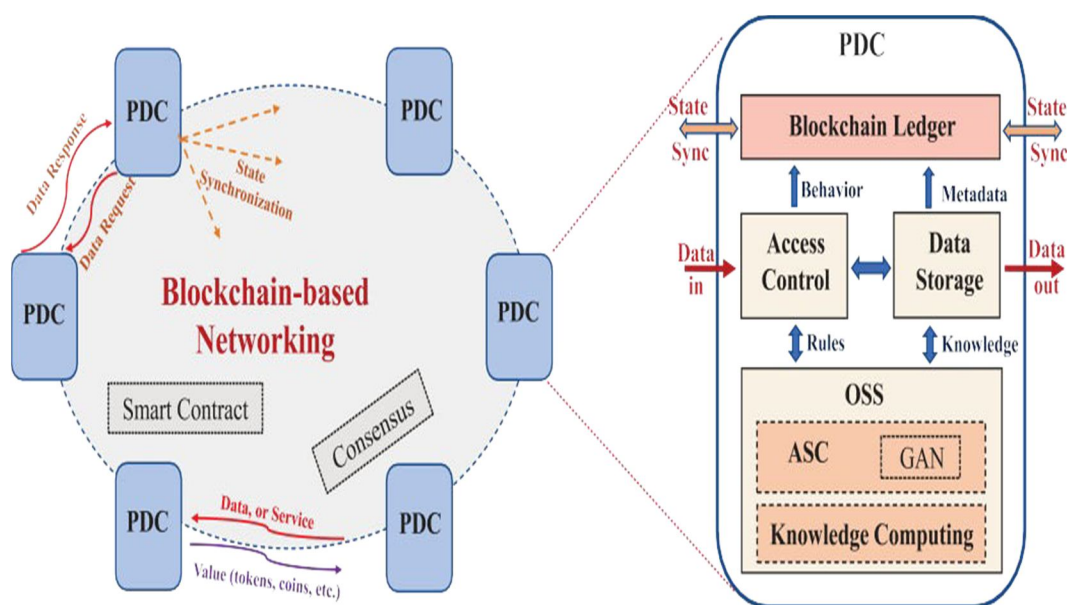 PDC
PDC
Data Response
Data Request
State
Synchronization
PDC
Blockchain-based
Networking
PDC
Smart Contract
Consensus
PDC
Data, or Service
PDC
Value (tokens, coins, etc.)
PDC
State
Sync
Blockchain Ledger
State
Sync
Behavior
Metadata
Data
in
Access
Control
Data
Storage
Data
out
Rules
Knowledge
OSS
ASC
GAN
Knowledge Computing